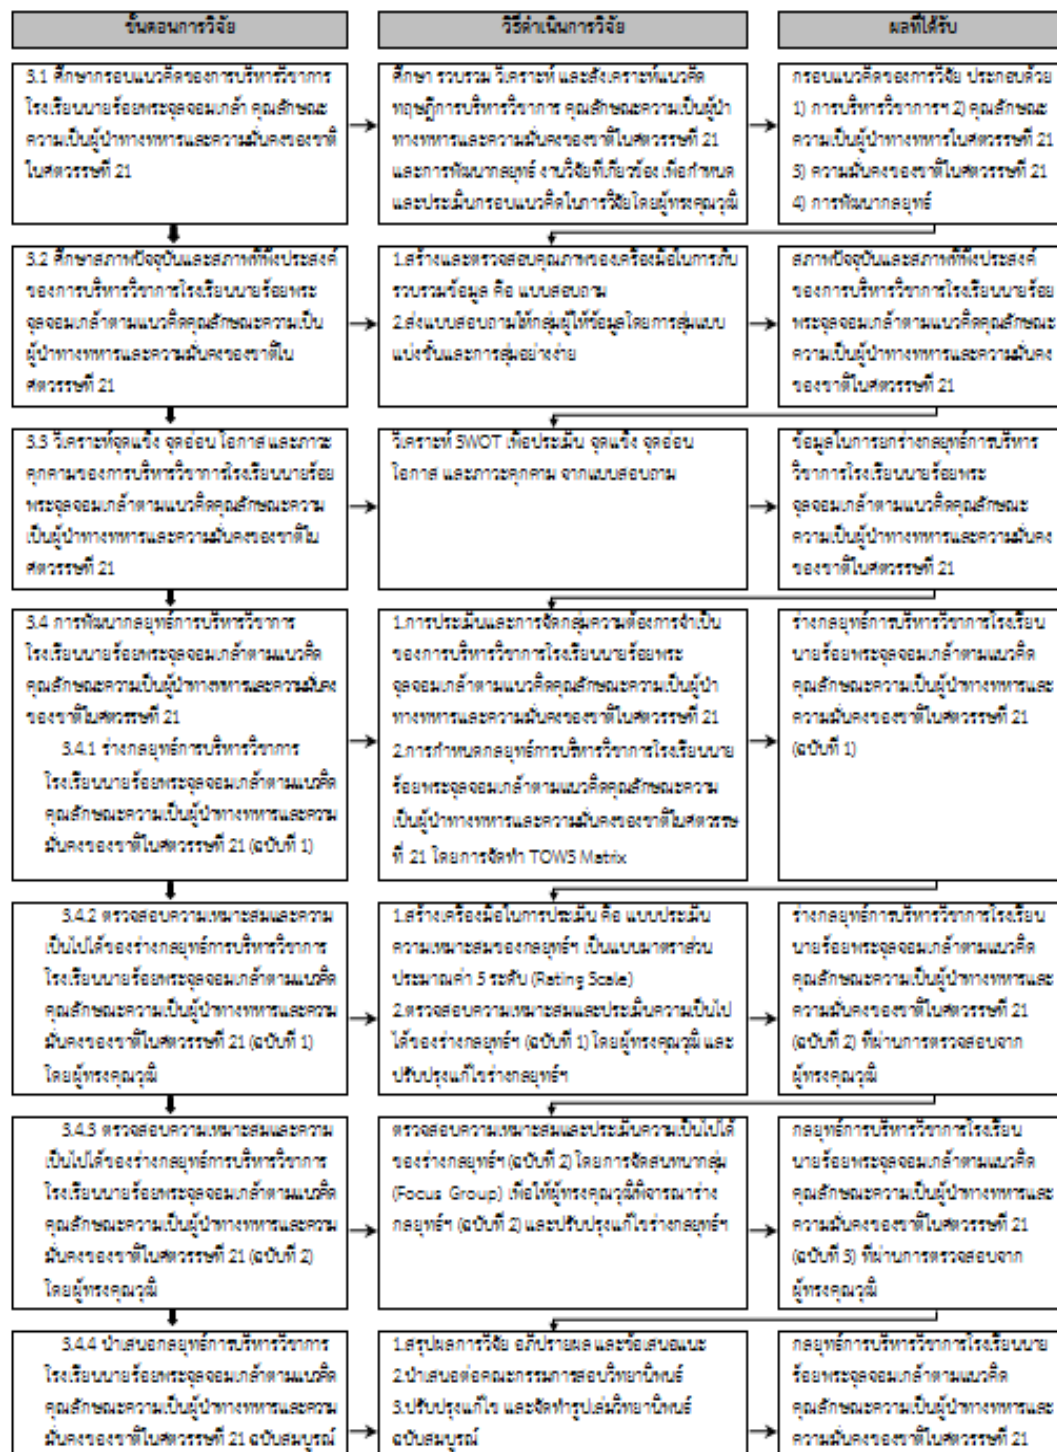 ขั้นตอนการวิจัย
วิธีดำเนินการวิจัย
ผลที่ได้รับ
3.1 ศึกษากรอบแนวคิดของการบริหารวิชาการ
โรงเรียนนายร้อยพระจุลจอมเกล้า คุณลักษณะ
ความเป็นผู้นำทางทหารและความมั่นคงของชาติ
ในศตวรรษที่ 21
ศึกษา รวบรวม วิเคราะห์ และสังเคราะห์แนวคิด
ทฤษฎีการบริหารวิชาการ คุณลักษณะความเป็นผู้นำ
ทางทหารและความมั่นคงของชาติในศตวรรษที่ 21
และการพัฒนากลยุทธ์ งานวิจัยที่เกี่ยวข้อง เพื่อกำหนด
และประเมินกรอบแนวคิดในการวิจัยโดยผู้ทรงคุณวุฒิ
กรอบแนวคิดของการวิจัย ประกอบด้วย
1) การบริหารวิชาการฯ 2) คุณลักษณะ
ความเป็นผู้นำทางทหารในศตวรรษที่ 21
3) ความมั่นคงของชาติในศตวรรษที่ 21
4) การพัฒนากลยุทธ์
3.2 ศึกษาสภาพปัจจุบันและสภาพที่พึงประสงค์
ของการบริหารวิชาการโรงเรียนนายร้อยพระ
จุลจอมเกล้าตามแนวคิดคุณลักษณะความเป็น
ผู้นำทางทหารและความมั่นคงของชาติใน
ศตวรรษที่ 21
1.สร้างและตรวจสอบคุณภาพของเครื่องมือในการเก็บ
รวบรวมข้อมูล คือ แบบสอบถาม
2.ส่งแบบสอบถามให้กลุ่มผู้ให้ข้อมูลโดยการสุ่มแบบ
แบ่งชั้นและการสุ่มอย่างง่าย
สภาพปัจจุบันและสภาพที่พึงประสงค์
ของการบริหารวิชาการโรงเรียนนายร้อย
พระจุลจอมเกล้าตามแนวคิดคุณลักษณะ
ความเป็นผู้นำทางทหารและความมั่นคง
ของชาติในศตวรรษที่ 21
3.3 วิเคราะห์จุดแข็ง จุดอ่อน โอกาส และภาวะ
คุกคามของการบริหารวิชาการโรงเรียนนายร้อย
พระจุลจอมเกล้าตามแนวคิดคุณลักษณะความ
เป็นผู้นำทางทหารและความมั่นคงของชาติใน
ศตวรรษที่ 21
วิเคราะห์ SWOT เพื่อประเมิน จุดแข็ง จุดอ่อน
โอกาส และภาวะคุกคาม จากแบบสอบถาม
ข้อมูลในการยกร่างกลยุทธ์การบริหาร
วิชาการโรงเรียนนายร้อยพระ
จุลจอมเกล้าตามแนวคิดคุณลักษณะ
ความเป็นผู้นำทางทหารและความมั่นคง
ของชาติในศตวรรษที่ 21
3.4 การพัฒนากลยุทธ์การบริหารวิชาการ
โรงเรียนนายร้อยพระจุลจอมเกล้าตามแนวคิด
คุณลักษณะความเป็นผู้นำทางทหารและความมั่นคง
ของชาติในศตวรรษที่ 21
3.4.1 ร่างกลยุทธ์การบริหารวิชาการ
โรงเรียนนายร้อยพระจุลจอมเกล้าตามแนวคิด
คุณลักษณะความเป็นผู้นำทางทหารและความ
มั่นคงของชาติในศตวรรษที่ 21 (ฉบับที่ 1)
1.การประเมินและการจัดกลุ่มความต้องการจำเป็น
ของการบริหารวิชาการโรงเรียนนายร้อยพระ
จุลจอมเกล้าตามแนวคิดคุณลักษณะความเป็นผู้นำ
ทางทหารและความมั่นคงของชาติในศตวรรษที่ 21
2.การกำหนดกลยุทธ์การบริหารวิชาการโรงเรียนนาย
ร้อยพระจุลจอมเกล้าตามแนวคิดคุณลักษณะความ
เป็นผู้นำทางทหารและความมั่นคงของชาติในศตวรรษ
ที่ 21 โดยการจัดทำ TOWS Matrix
ร่างกลยุทธ์การบริหารวิชาการโรงเรียน
นายร้อยพระจุลจอมเกล้าตามแนวคิด
คุณลักษณะความเป็นผู้นำทางทหารและ
ความมั่นคงของชาติในศตวรรษที่ 21
(ฉบับที่ 1)
3.4.2 ตรวจสอบความเหมาะสมและความ
เป็นไปได้ของร่างกลยุทธ์การบริหารวิชาการ
โรงเรียนนายร้อยพระจุลจอมเกล้าตามแนวคิด
คุณลักษณะความเป็นผู้นำทางทหารและความ
มั่นคงของชาติในศตวรรษที่ 21 (ฉบับที่ 1)
โดยผู้ทรงคุณวุฒิ
1.สร้างเครื่องมือในการประเมิน คือ แบบประเมิน
ความเหมาะสมของกลยุทธ์ฯ เป็นแบบมาตราส่วน
ประมาณค่า 5 ระดับ (Rating Scale)
2.ตรวจสอบความเหมาะสมและประเมินความเป็นไป
ได้ของร่างกลยุทธ์ฯ (ฉบับที่ 1) โดยผู้ทรงคุณวุฒิ และ
ปรับปรุงแก้ไขร่างกลยุทธ์ฯ
ร่างกลยุทธ์การบริหารวิชาการโรงเรียน
นายร้อยพระจุลจอมเกล้าตามแนวคิด
คุณลักษณะความเป็นผู้นำทางทหารและ
ความมั่นคงของชาติในศตวรรษที่ 21
(ฉบับที่ 2) ที่ผ่านการตรวจสอบจาก
ผู้ทรงคุณวุฒิ
3.4.3 ตรวจสอบความเหมาะสมและความ
เป็นไปได้ของร่างกลยุทธ์การบริหารวิชาการ
โรงเรียนนายร้อยพระจุลจอมเกล้าตามแนวคิด
คุณลักษณะความเป็นผู้นำทางทหารและความ
มั่นคงของชาติในศตวรรษที่ 21 (ฉบับที่ 2)
โดยผู้ทรงคุณวุฒิ
ตรวจสอบความเหมาะสมและประเมินความเป็นไปได้
ของร่างกลยุทธ์ฯ (ฉบับที่ 2) โดยการจัดสนทนากลุ่ม
(Focus Group) เพื่อให้ผู้ทรงคุณวุฒิพิจารณาร่าง
กลยุทธ์ฯ (ฉบับที่ 2) และปรับปรุงแก้ไขร่างกลยุทธ์ฯ
กลยุทธ์การบริหารวิชาการโรงเรียน
นายร้อยพระจุลจอมเกล้าตามแนวคิด
คุณลักษณะความเป็นผู้นำทางทหารและ
ความมั่นคงของชาติในศตวรรษที่ 21
(ฉบับที่ 3) ที่ผ่านการตรวจสอบจาก
ผู้ทรงคุณวุฒิ
3.4.4 นำเสนอกลยุทธ์การบริหารวิชาการ
โรงเรียนนายร้อยพระจุลจอมเกล้าตามแนวคิด
คุณลักษณะความเป็นผู้นำทางทหารและความ
มั่นคงของชาติในศตวรรษที่ 21 ฉบับสมบูรณ์
1.สรุปผลการวิจัย อภิปรายผล และข้อเสนอแนะ
2.นำเสนอต่อคณะกรรมการสอบวิทยานิพนธ์
3.ปรับปรุงแก้ไข และจัดทำรูปเล่มวิทยานิพนธ์
ฉบับสมบูรณ์
กลยุทธ์การบริหารวิชาการโรงเรียนนาย
ร้อยพระจุลจอมเกล้าตามแนวคิด
คุณลักษณะความเป็นผู้นำทางทหารและ
ความมั่นคงของชาติในศตวรรษที่ 21